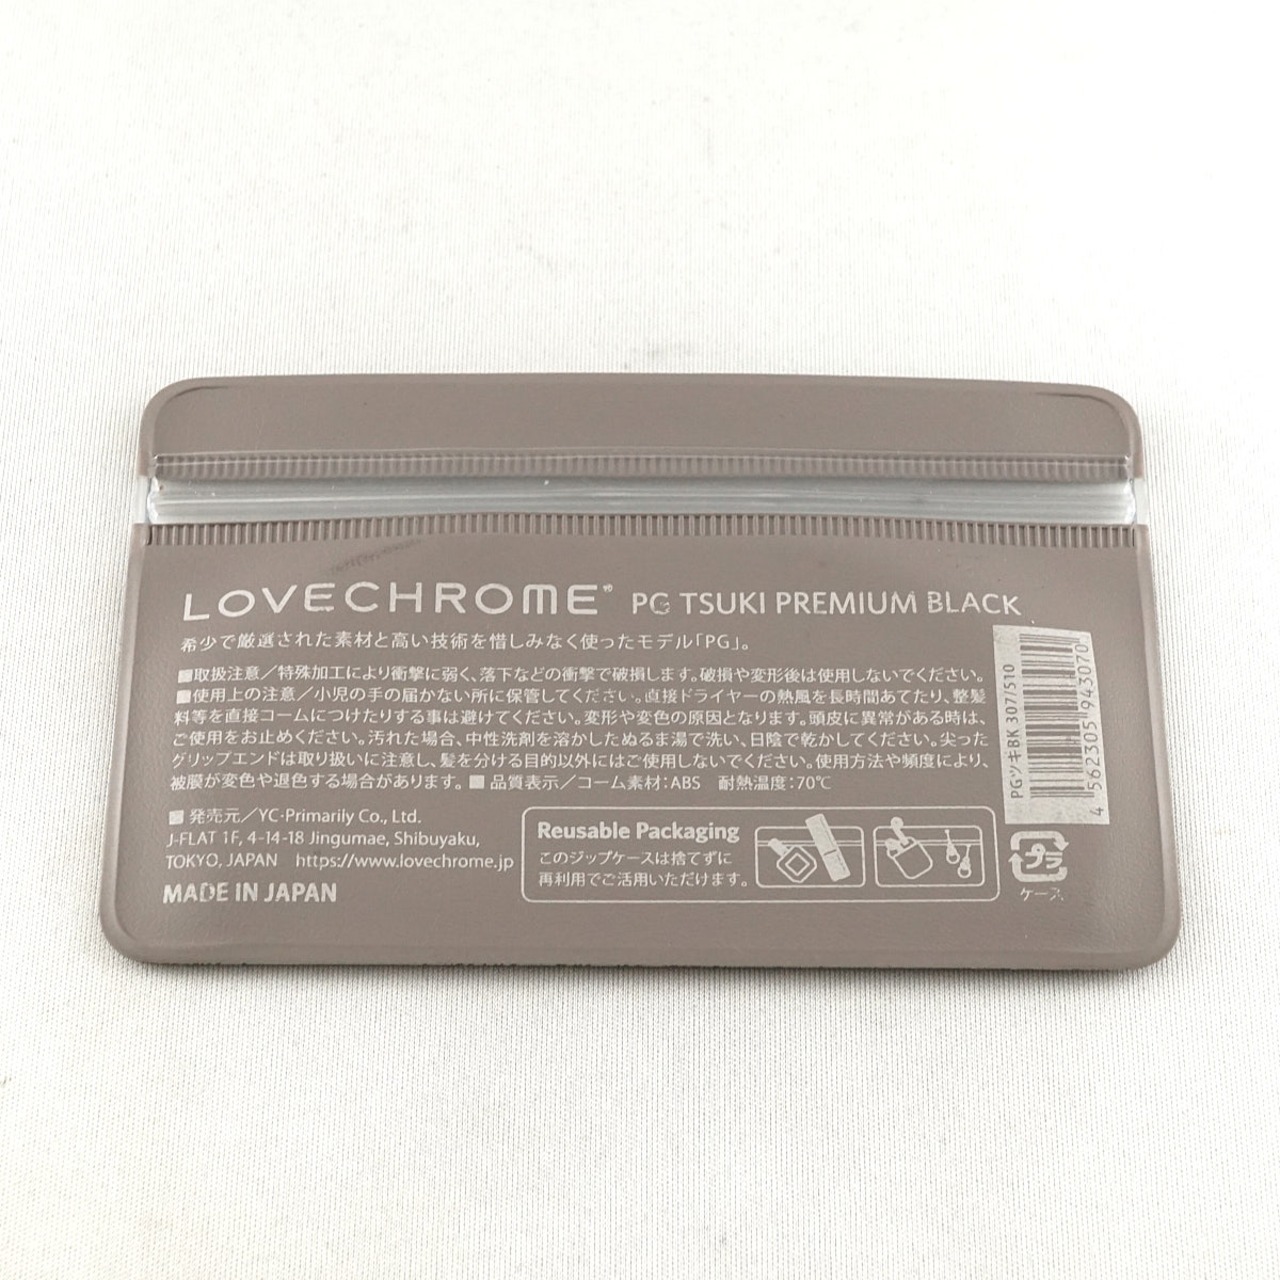 LOVECHROME® PG TSUKI PREMIUM BLACK
希少で厳選された素材と高い技術を惜しみなく使ったモデル「PG」。
■取扱注意／特殊加工により衝撃に弱く、落下などの衝撃で破損します。破損や変形後は使用しないでください。
■使用上の注意／小児の手の届かない所に保管してください。直接ドライヤーの熱風を長時間あてたり、整髪
料等を直接コームにつけたりする事は避けてください。変形や変色の原因となります。頭皮に異常がある時は、
ご使用をお止めください。汚れた場合、中性洗剤を溶かしたぬるま湯で洗い、日陰で乾かしてください。尖った
グリップエンドは取り扱いに注意し、髪を分ける目的以外にはご使用しないでください。使用方法や頻度により、
被膜が変色や退色する場合があります。■品質表示／コーム素材：ABS 耐熱温度：70℃
■発売元／YC・Primarily Co., Ltd.
J-FLAT 1F, 4-14-18 Jingumae, Shibuyaku,
TOKYO, JAPAN https://www.lovechrome.jp
MADE IN JAPAN
Reusable Packaging
このジップケースは捨てずに
再利用でご活用いただけます。
PGツキBK 307/510
4 562305 943070
プラ
ケース